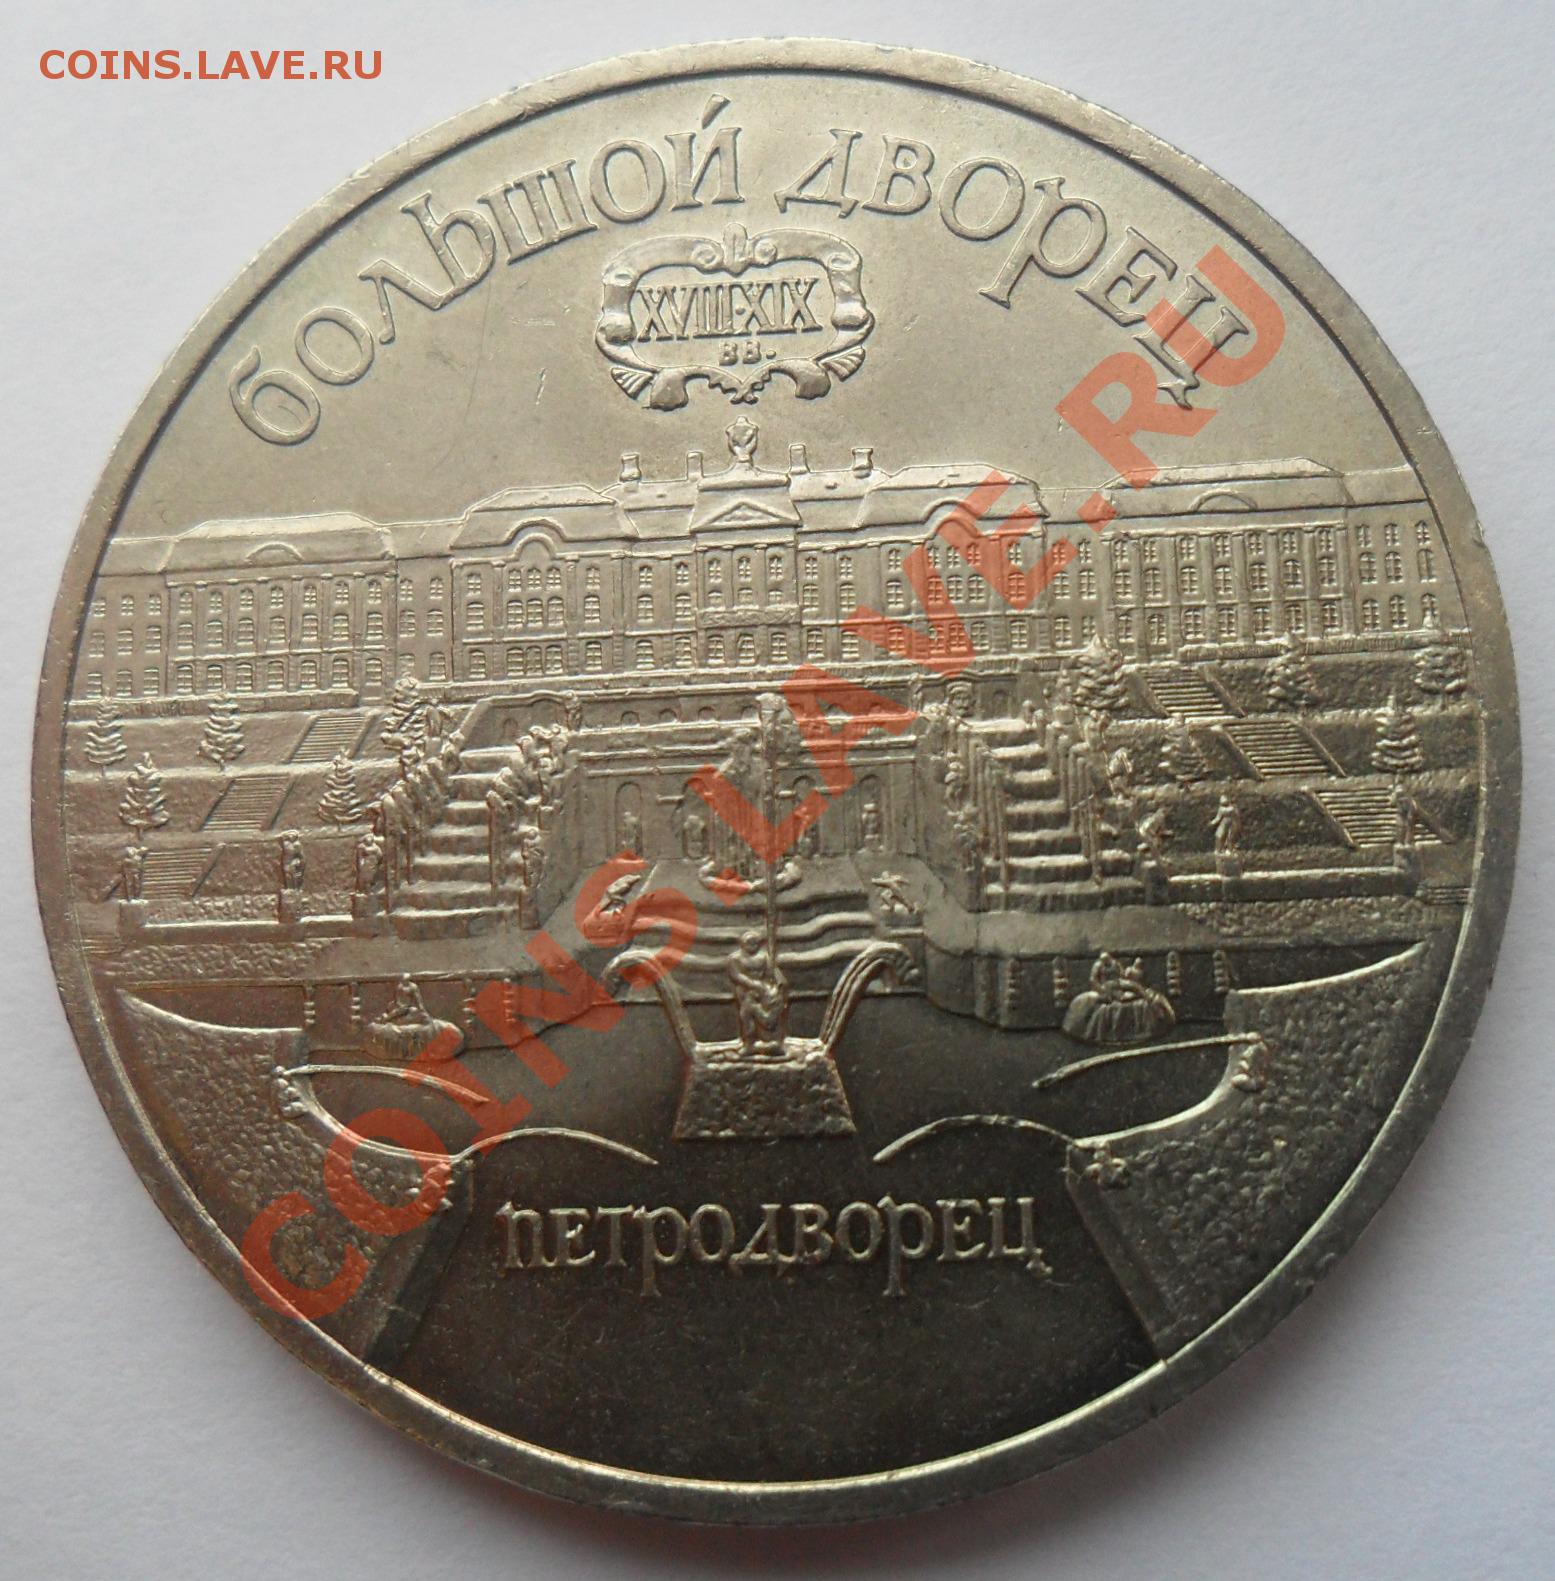 COINS.LAVE.RU
БОЛЬШОЙ ДВОРЕЦ
XVIII·XIX
ВВ.
COINS.LAVE.RU
ПЕТРОДВОРЕЦ